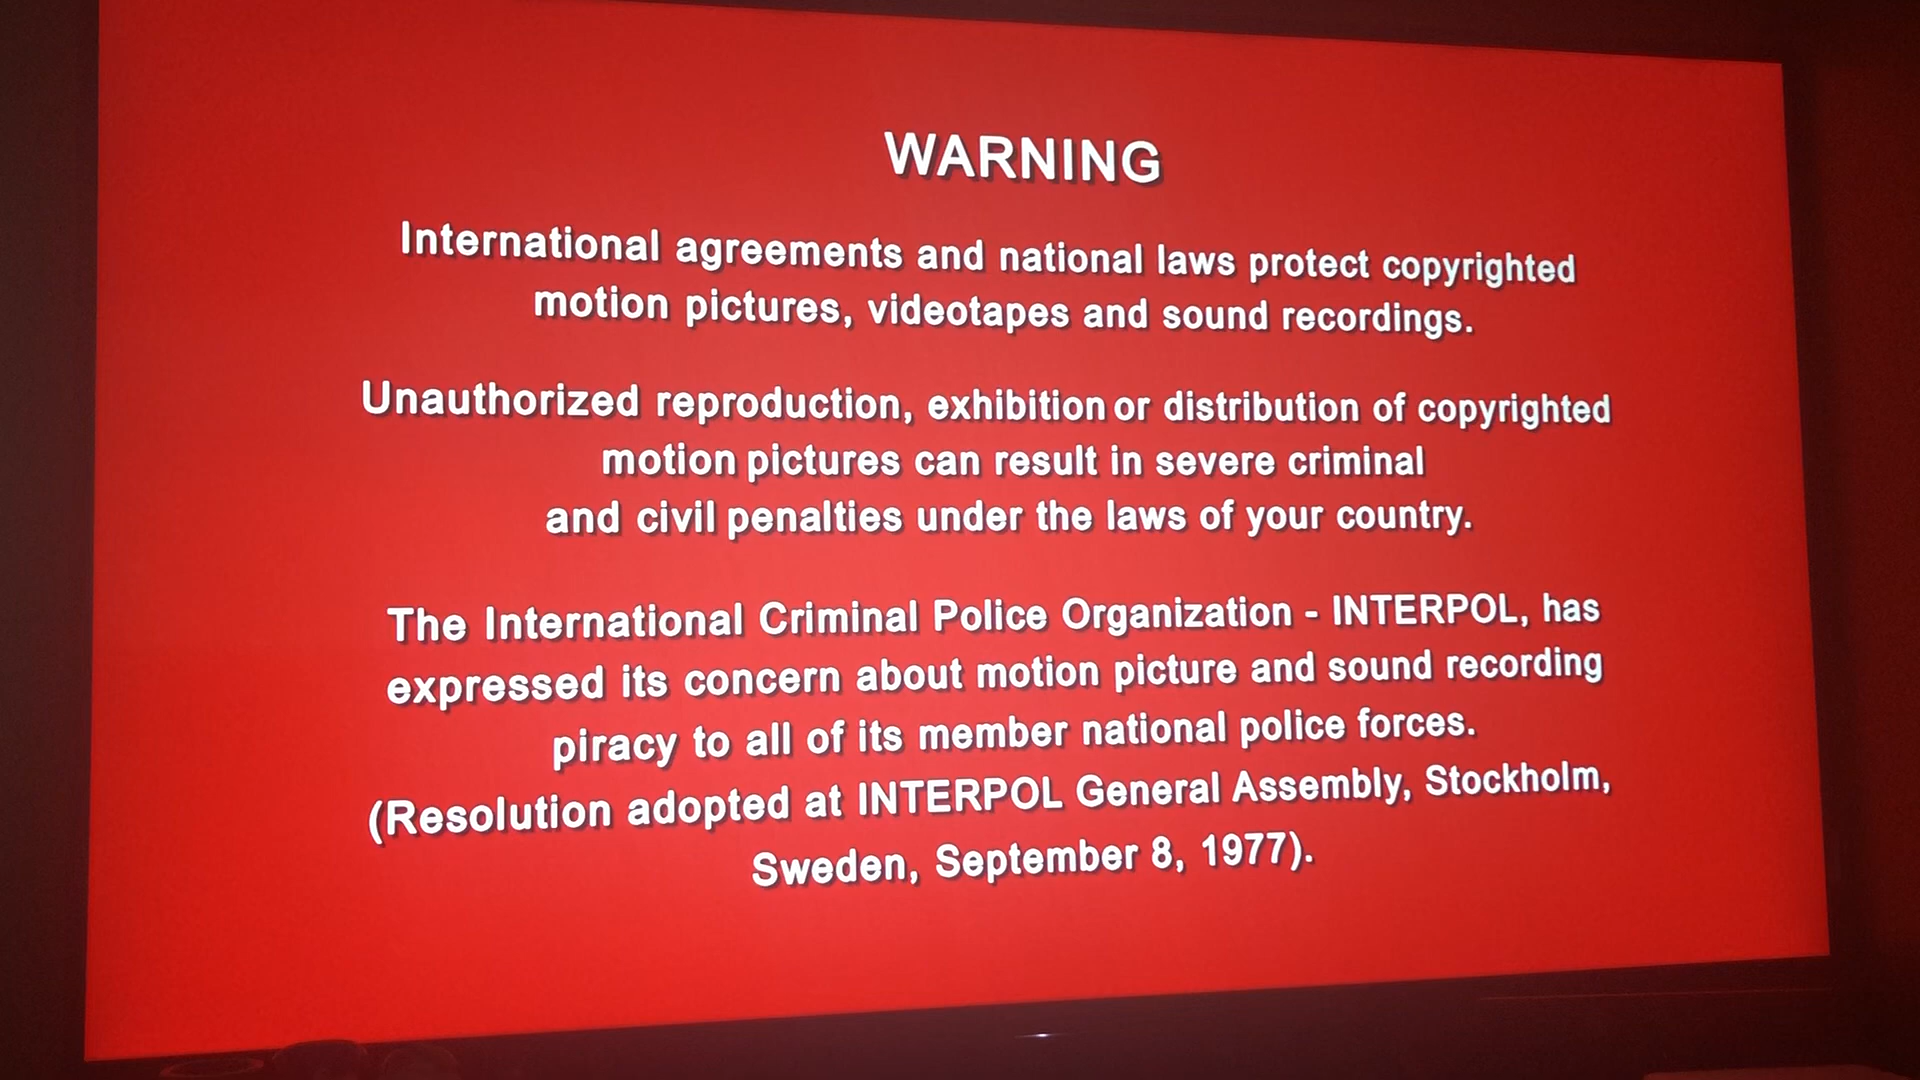 WARNING
International agreements and national laws protect copyrighted
motion pictures, videotapes and sound recordings.
Unauthorized reproduction, exhibition or distribution of copyrighted
motion pictures can result in severe criminal
and civil penalties under the laws of your country.
The International Criminal Police Organization - INTERPOL, has
expressed its concern about motion picture and sound recording
piracy to all of its member national police forces.
(Resolution adopted at INTERPOL General Assembly, Stockholm,
Sweden, September 8, 1977).